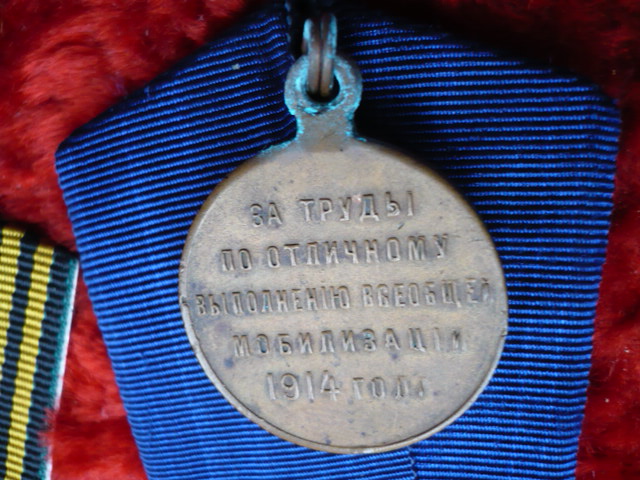 ЗА ТРУДЫ
ПО ОТЛИЧНОМУ
ВЫПОЛНЕНІЮ ВСЕОБЩЕЙ
МОБИЛИЗАЦІИ
1914 ГОДА